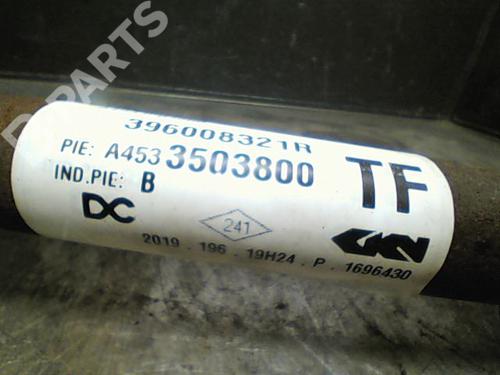 D-PARTS
396008321R
PIE: A453 3503800 TF
IND.PIE: B
DC 241 GKN
2019 . 196 . 19H24 . P . 1696430